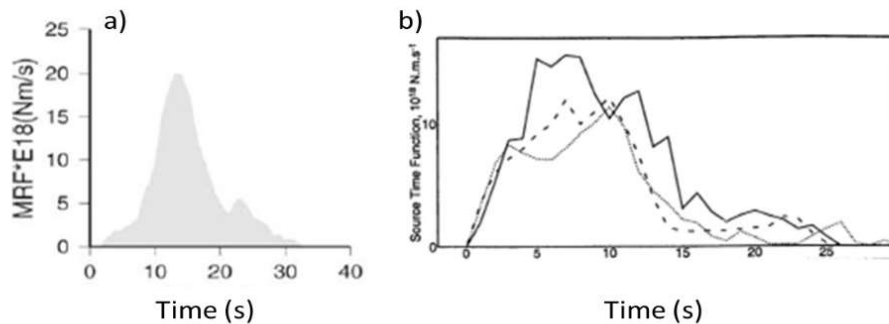 a)
MRF*E18(Nm/s)
25
20
15
10
5
0
0 10 20 30 40
Time (s)
b)
Source Time Function, 10¹⁸ N.m.s⁻¹
10
0
0 5 10 15 20 25
Time (s)